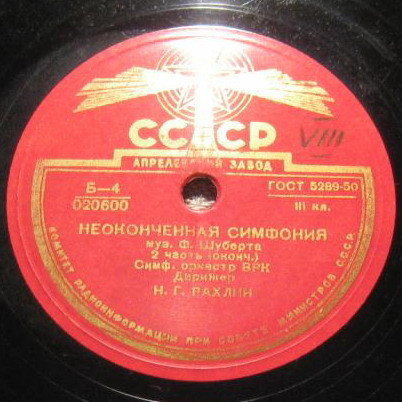 СССР
VIII
АПРЕЛЕВСКИЙ ЗАВОД
Б—4
020600
ГОСТ 5289-50
III кл.
НЕОКОНЧЕННАЯ СИМФОНИЯ
муз. Ф. Шуберта
2 часть (оконч.)
Симф. оркестр ВРК
Дирижер
Н. Г. РАХЛИН
КОМИТЕТ РАДИОИНФОРМАЦИИ ПРИ СОВЕТЕ МИНИСТРОВ СССР